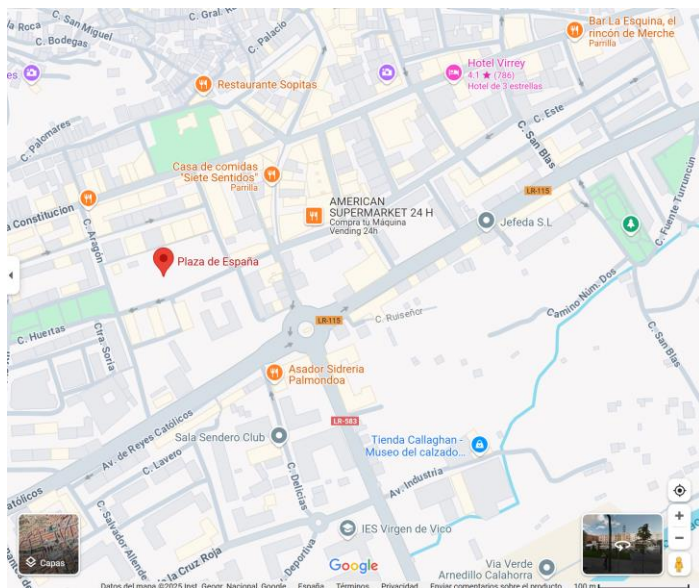 C. Gral. R
Roca
C. San Miguel
C. Bodegas
C. Palacio
Bar La Esquina, el
rincón de Merche
Parrilla
Hotel Virrey
4.1 ★ (786)
Hotel de 3 estrellas
es
Restaurante Sopitas
C. Este
C. Palomares
C. San Blas
Casa de comidas
"Siete Sentidos"
Parrilla
LR-115
a Constitucion
AMERICAN
SUPERMARKET 24 H
Compra tu Máquina
Vending 24h
Jefeda S.L
C. Fuente Turruncún
C. Aragón
Plaza de España
Camino Núm. Dos
C. Huertas
Ctra. Soria
LR-115
C. Ruiseñor
C. San Blas
Asador Sidreria
Palmondoa
LR-583
Av. de Reyes Católicos
Sala Sendero Club
Tienda Callaghan -
Museo del calzado...
C. Lavero
Av. Industria
C. Delicias
atólicos
C. Salvador Allende
IES Virgen de Vico
Deportiva
de la Cruz Roja
Capas
Google
Via Verde
Arnedillo Calahorra
Datos del mapa ©2025 Inst. Geogr. Nacional, Google España Términos Privacidad Enviar comentarios sobre el producto 100 m